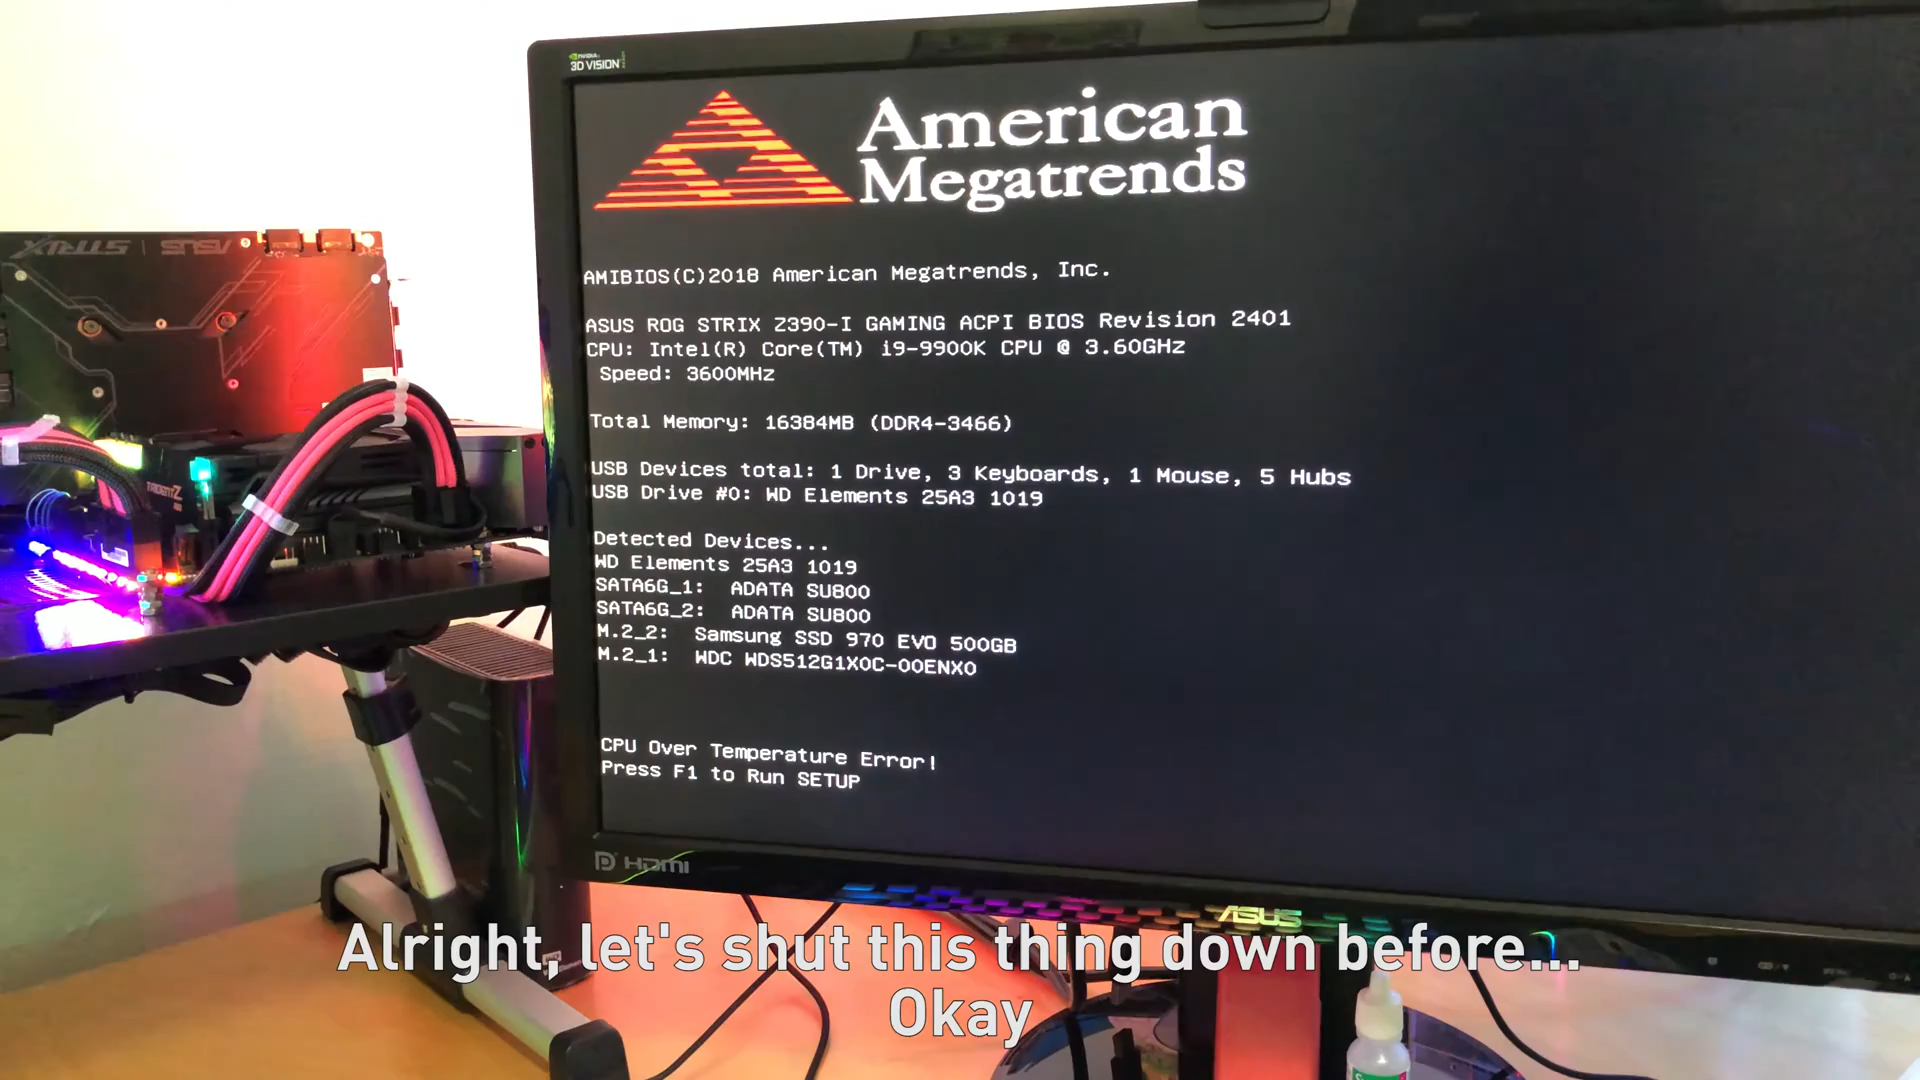 NVIDIA
3D VISION
American
Megatrends
AMIBIOS(C)2018 American Megatrends, Inc.
ASUS ROG STRIX Z390-I GAMING ACPI BIOS Revision 2401
CPU: Intel(R) Core(TM) i9-9900K CPU @ 3.60GHz
Speed: 3600MHz
Total Memory: 16384MB (DDR4-3466)
USB Devices total: 1 Drive, 3 Keyboards, 1 Mouse, 5 Hubs
USB Drive #0: WD Elements 25A3 1019
Detected Devices...
WD Elements 25A3 1019
SATA6G_1: ADATA SU800
SATA6G_2: ADATA SU800
M.2_2: Samsung SSD 970 EVO 500GB
M.2_1: WDC WDS512G1X0C-00ENX0
CPU Over Temperature Error!
Press F1 to Run SETUP
STRIX ASUS
TRIDENT Z
HDMI
ASUS
Alright, let's shut this thing down before...
Okay